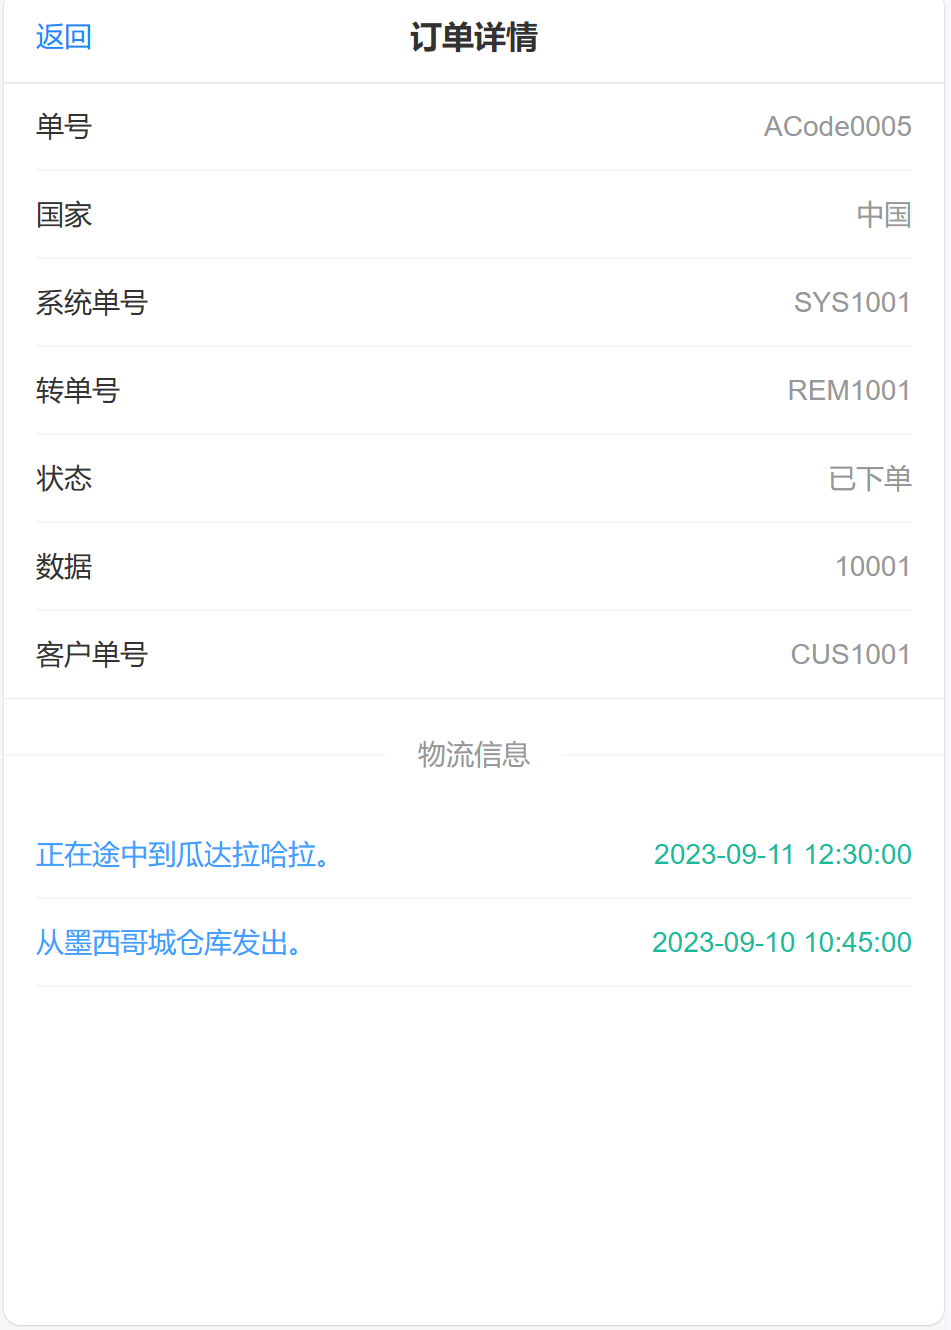 返回 订单详情
单号 ACode0005
国家 中国
系统单号 SYS1001
转单号 REM1001
状态 已下单
数据 10001
客户单号 CUS1001
物流信息
正在途中到瓜达拉哈拉。 2023-09-11 12:30:00
从墨西哥城仓库发出。 2023-09-10 10:45:00